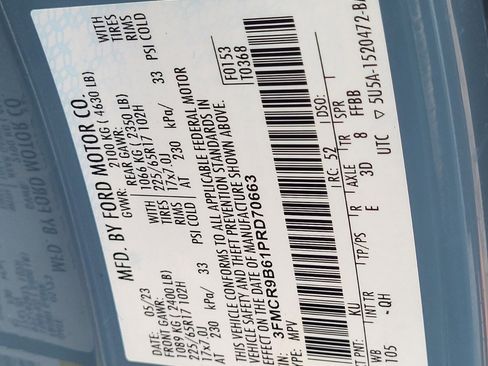 MFD. BY FORD MOTOR CO.
DATE: 05/23 GVWR: 2100 KG ( 4630 LB)
FRONT GAWR: REAR GAWR: WITH
1089 KG ( 2400 LB) WITH 1066 KG ( 2350 LB) TIRES
225/65R17 102H TIRES 225/65R17 102H RIMS
17x7.0J RIMS 17x7.0J
AT 230 kPa/ 33 PSI COLD AT 230 kPa/ 33 PSI COLD
THIS VEHICLE CONFORMS TO ALL APPLICABLE FEDERAL MOTOR
VEHICLE SAFETY AND THEFT PREVENTION STANDARDS IN
EFFECT ON THE DATE OF MANUFACTURE SHOWN ABOVE.
IN: 3FMCR9B61PRD70663 F0153
TYPE: MPV T0368
T PNT: KU RC: 52 DSO:
WB INT TR TP/PS R AXLE TR SPR
105 -QH E 3D 8 FFBB
UTC ▽ 5U5A-1520472-B